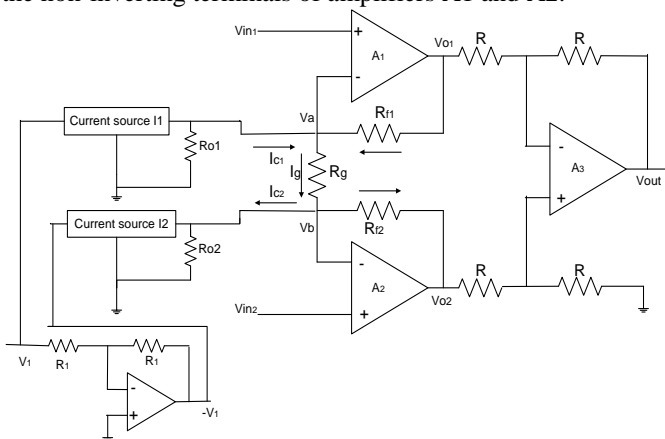 the non-inverting terminals of amplifiers A1 and A2.
Vin1
+
A1
-
Vo1
R
R
Va
Rf1
Current source I1
Ro1
Ic1
Ig
Rg
-
A3
+
Vout
Ic2
Current source I2
Ro2
Vb
Rf2
-
A2
+
Vin2
Vo2
R
R
V1
R1
R1
-
+
-V1